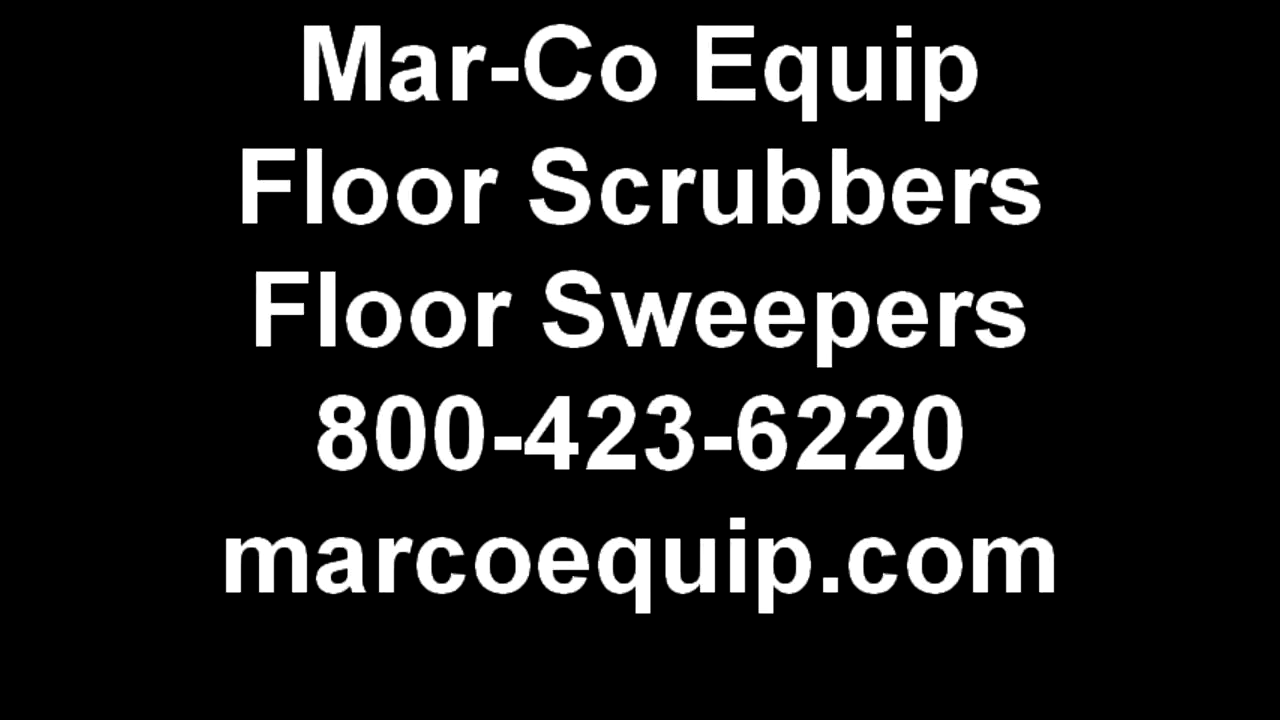 Mar-Co Equip
Floor Scrubbers
Floor Sweepers
800-423-6220
marcoequip.com